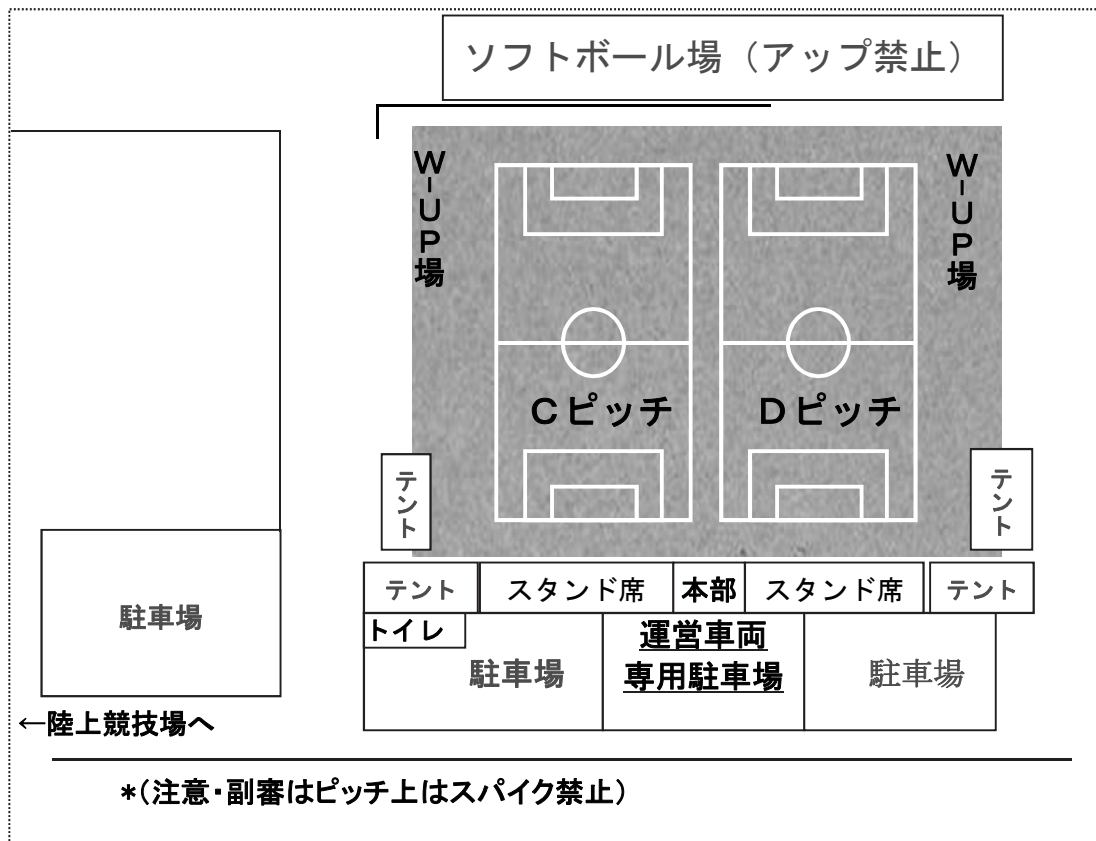 ソフトボール場（アップ禁止）
W-UP場
W-UP場
Cピッチ
Dピッチ
テント
テント
テント
スタンド席
本部
スタンド席
テント
トイレ
駐車場
駐車場
運営車両
専用駐車場
駐車場
←陸上競技場へ
*(注意・副審はピッチ上はスパイク禁止)